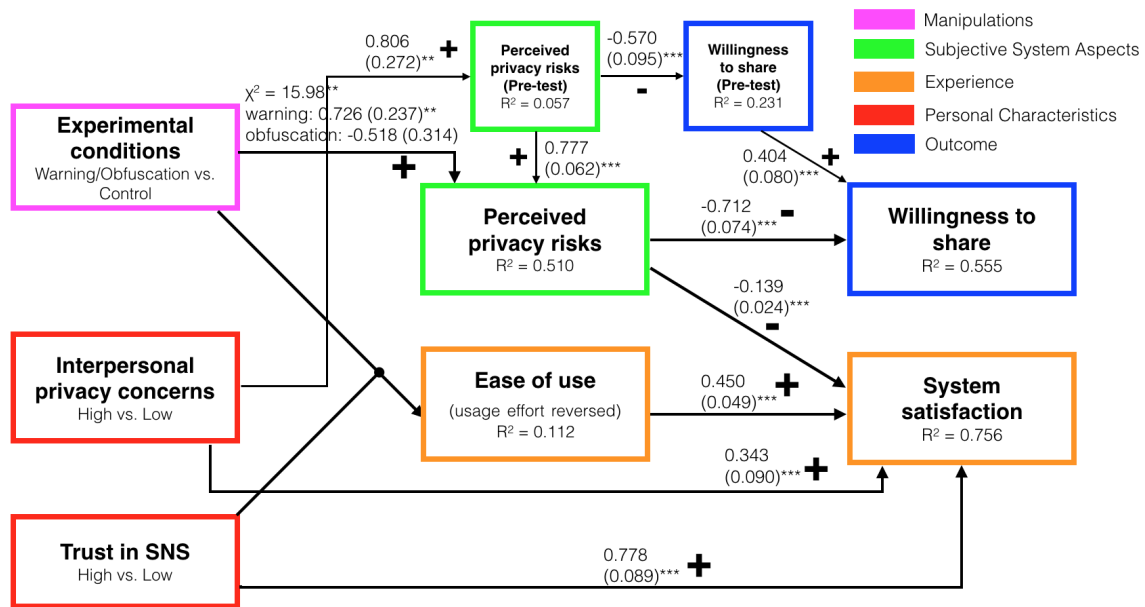 Manipulations
Subjective System Aspects
Experience
Personal Characteristics
Outcome
0.806
(0.272)**
+
Perceived
privacy risks
(Pre-test)
R² = 0.057
-0.570
(0.095)***
-
Willingness
to share
(Pre-test)
R² = 0.231
χ² = 15.98**
warning: 0.726 (0.237)**
obfuscation: -0.518 (0.314)
+
Experimental
conditions
Warning/Obfuscation vs.
Control
+
0.777
(0.062)***
0.404
(0.080)***
+
Perceived
privacy risks
R² = 0.510
-0.712
(0.074)***
-
Willingness to
share
R² = 0.555
-0.139
(0.024)***
-
Interpersonal
privacy concerns
High vs. Low
Ease of use
(usage effort reversed)
R² = 0.112
0.450
(0.049)***
+
System
satisfaction
R² = 0.756
0.343
(0.090)***
+
Trust in SNS
High vs. Low
0.778
(0.089)***
+